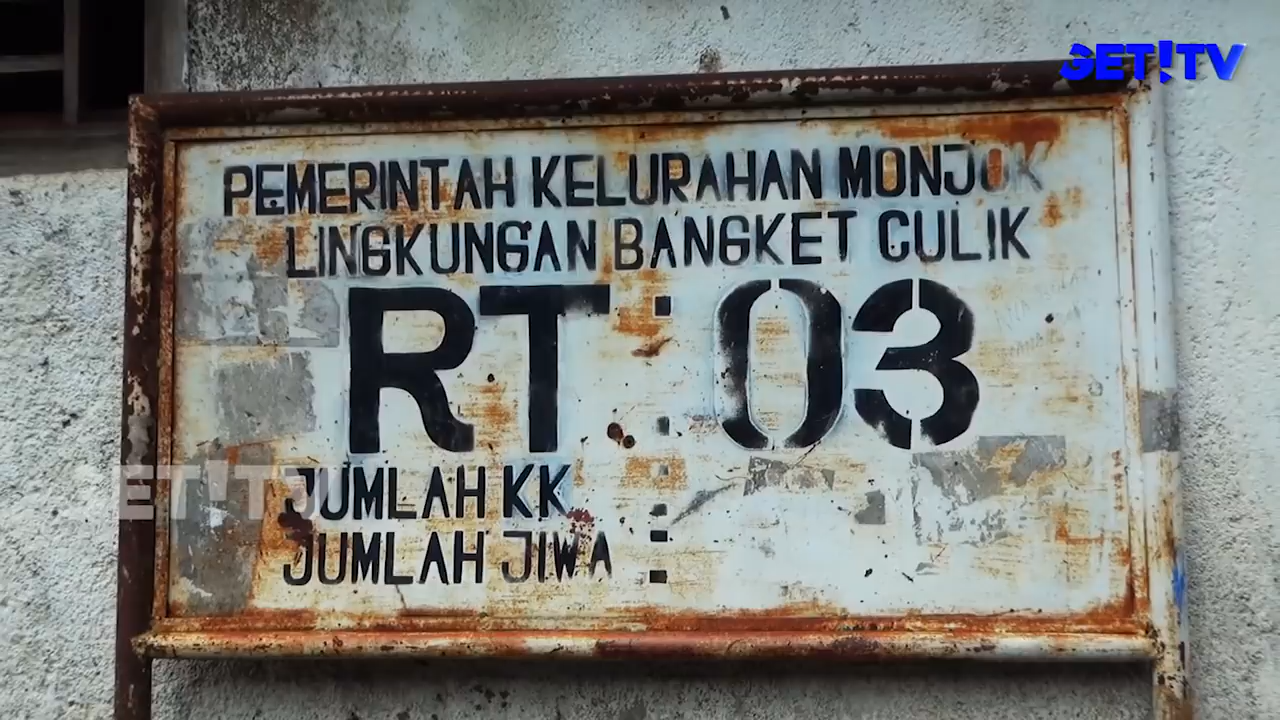 GET!TV
PEMERINTAH KELURAHAN MONJOK
LINGKUNGAN BANGKET CULIK
RT : 03
JUMLAH KK :
JUMLAH JIWA :